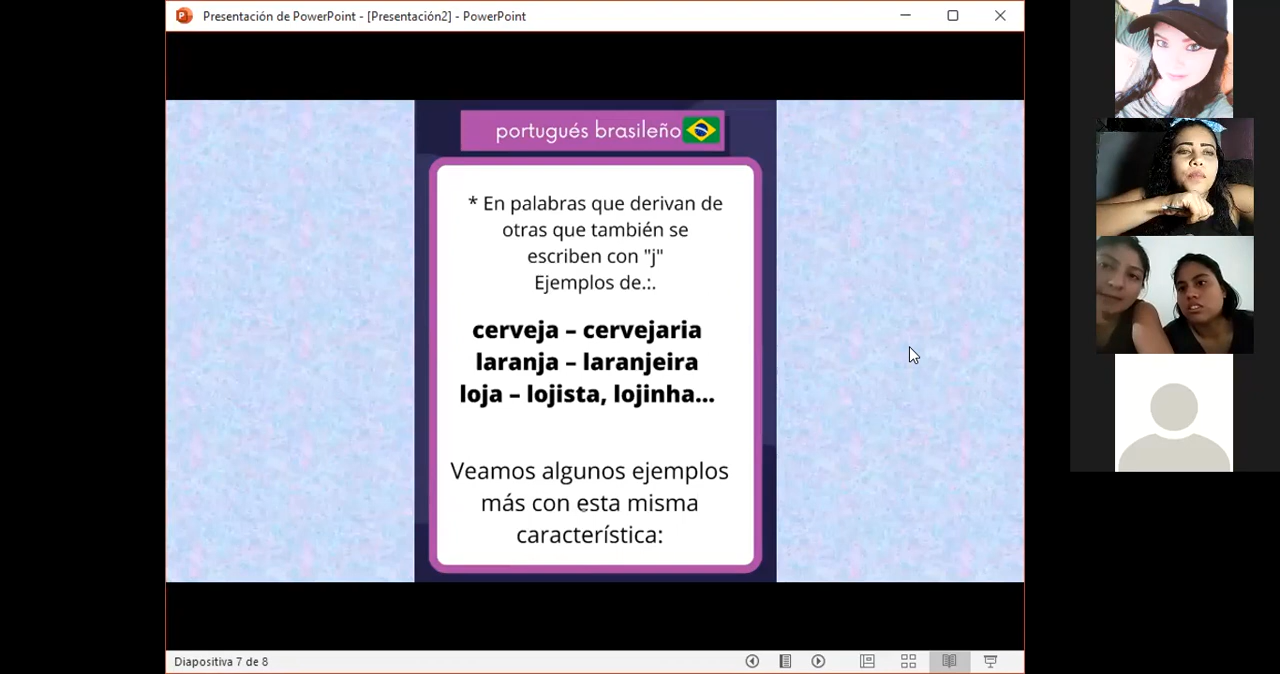 Presentación de PowerPoint - [Presentación2] - PowerPoint
portugués brasileño
* En palabras que derivan de
otras que también se
escriben con "j"
Ejemplos de.:.
cerveja – cervejaria
laranja – laranjeira
loja – lojista, lojinha...
Veamos algunos ejemplos
más con esta misma
característica:
Diapositiva 7 de 8